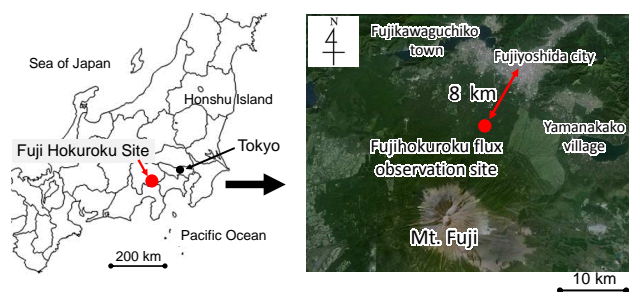 Sea of Japan
Honshu Island
Fuji Hokuroku Site
Tokyo
Pacific Ocean
200 km
4
N
Fujikawaguchiko
town
Fujiyoshida city
8 km
Yamanakako
village
Fujihokuroku flux
observation site
Mt. Fuji
10 km